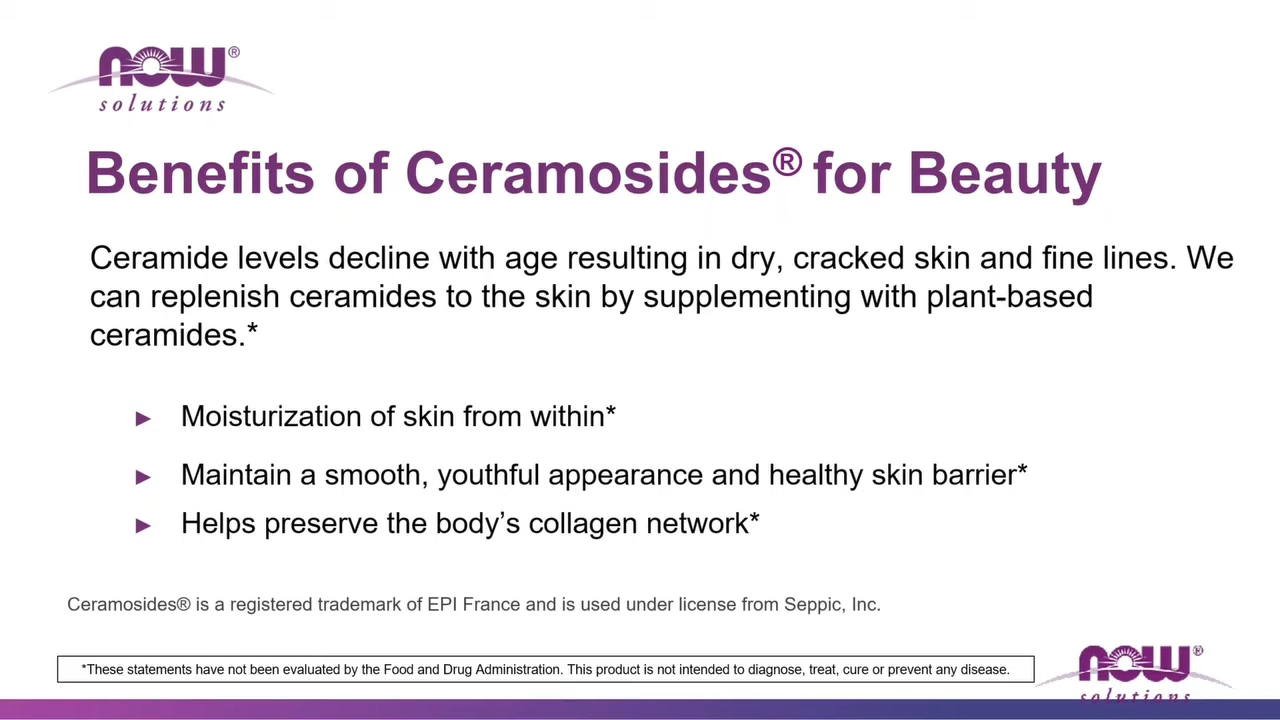 NOW®
solutions
Benefits of Ceramosides® for Beauty
Ceramide levels decline with age resulting in dry, cracked skin and fine lines. We
can replenish ceramides to the skin by supplementing with plant-based
ceramides.*
► Moisturization of skin from within*
► Maintain a smooth, youthful appearance and healthy skin barrier*
► Helps preserve the body’s collagen network*
Ceramosides® is a registered trademark of EPI France and is used under license from Seppic, Inc.
*These statements have not been evaluated by the Food and Drug Administration. This product is not intended to diagnose, treat, cure or prevent any disease.
NOW®
solutions